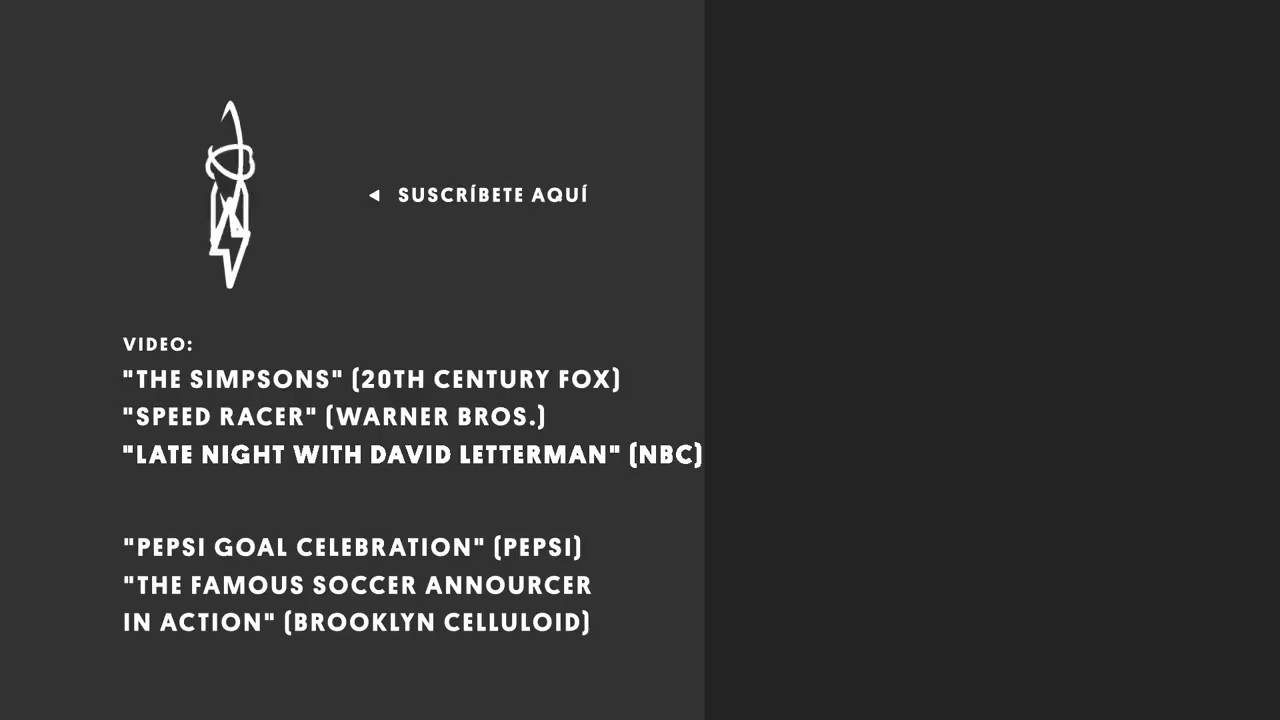 ◄ SUSCRÍBETE AQUÍ
VIDEO:
"THE SIMPSONS" (20TH CENTURY FOX)
"SPEED RACER" (WARNER BROS.)
"LATE NIGHT WITH DAVID LETTERMAN" (NBC)
"PEPSI GOAL CELEBRATION" (PEPSI)
"THE FAMOUS SOCCER ANNOURCER
IN ACTION" (BROOKLYN CELLULOID)